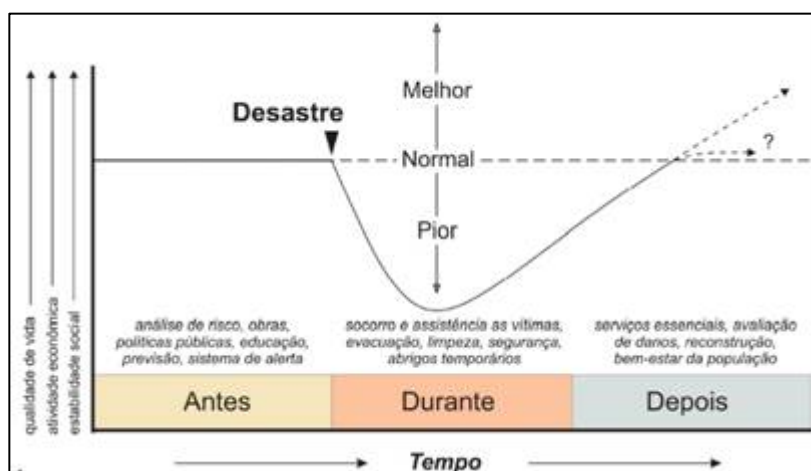 Melhor
Desastre
Normal
?
Pior
qualidade de vida
atividade econômica
estabilidade social
análise de risco, obras,
políticas públicas, educação,
previsão, sistema de alerta
socorro e assistência as vítimas,
evacuação, limpeza, segurança,
abrigos temporários
serviços essenciais, avaliação
de danos, reconstrução,
bem-estar da população
Antes
Durante
Depois
Tempo